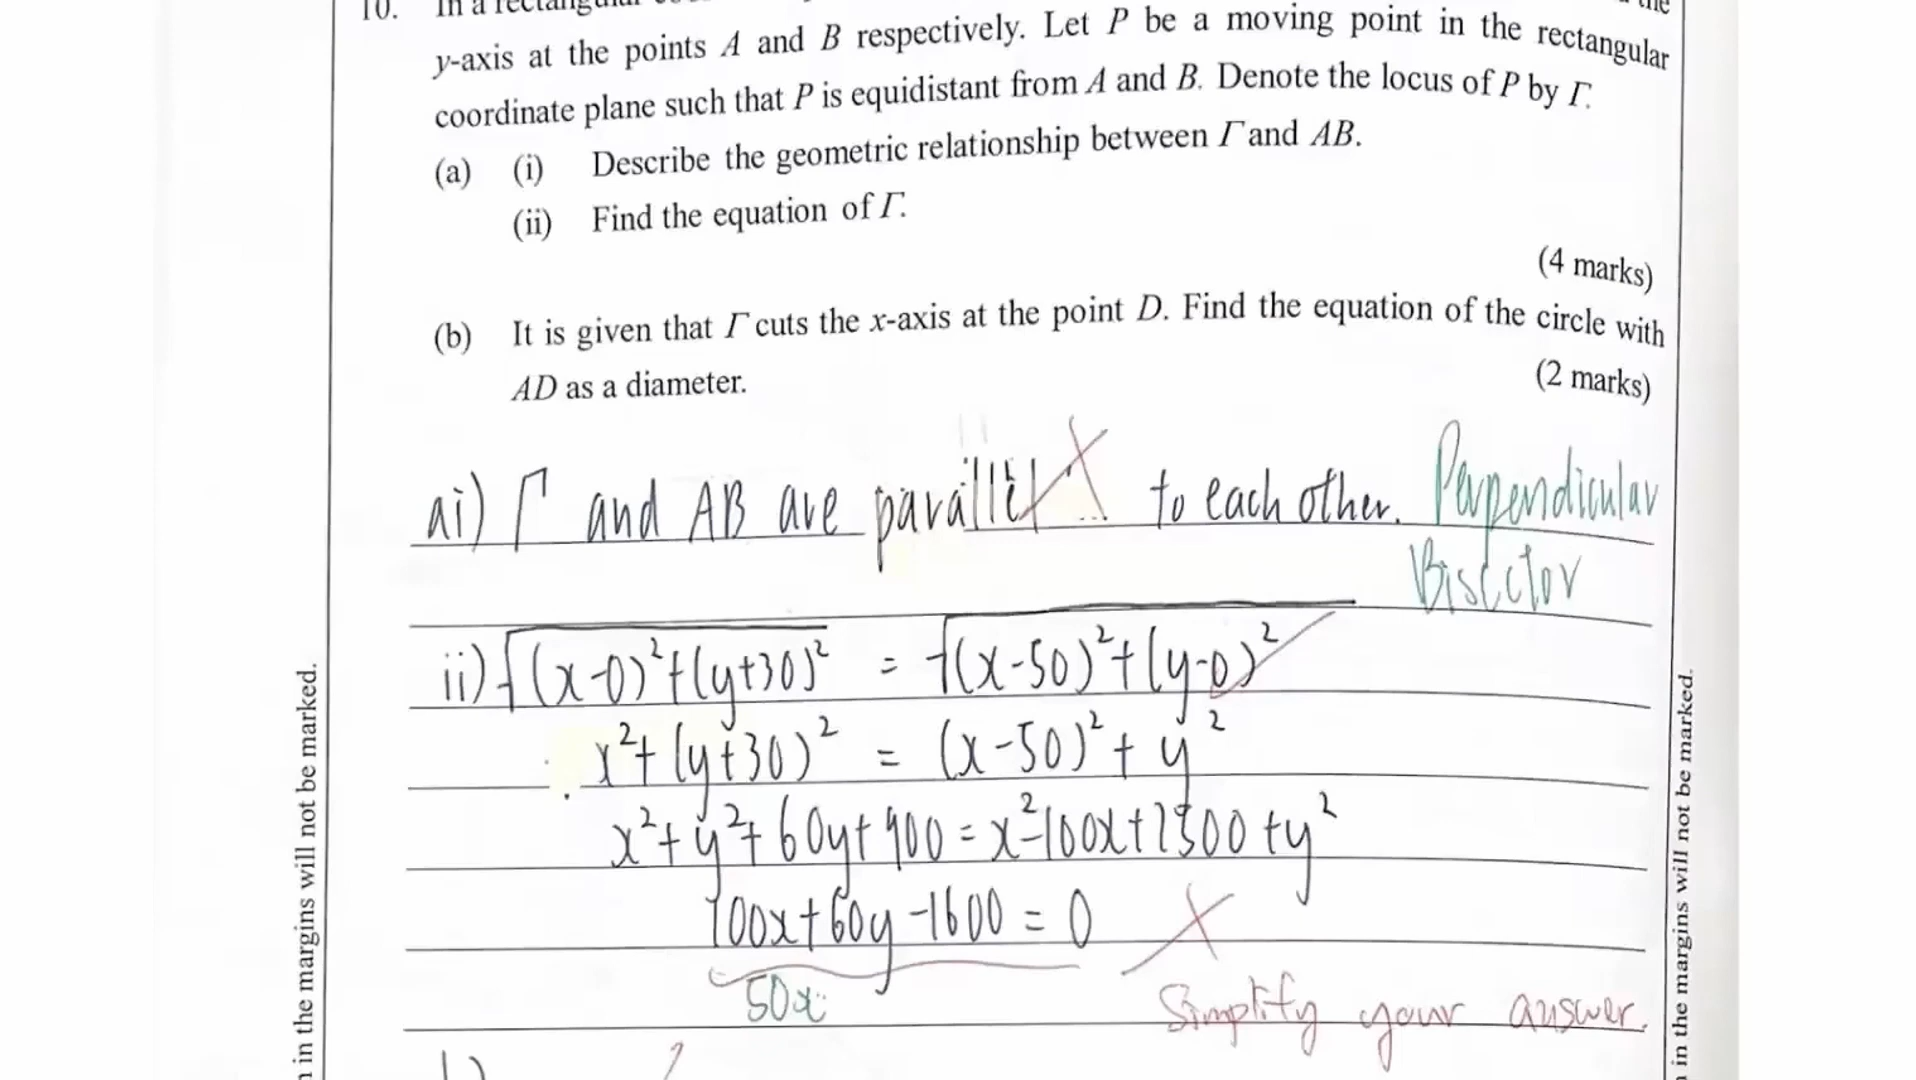 10. In a rectangular
y-axis at the points A and B respectively. Let P be a moving point in the rectangular
coordinate plane such that P is equidistant from A and B. Denote the locus of P by Γ.
(a) (i) Describe the geometric relationship between Γ and AB.
(ii) Find the equation of Γ.
(4 marks)
(b) It is given that Γ cuts the x-axis at the point D. Find the equation of the circle with
AD as a diameter.
(2 marks)
ai) Γ and AB are parallel to each other. Perpendicular
Bisector
ii) √(x-0)²+(y+30)² = √(x-50)²+(y-0)²
x²+(y+30)² = (x-50)²+y²
x²+y²+60y+900=x²-100x+2500+y²
100x+60y-1600=0
50x
Simplify your answer.
in the margins will not be marked.
in the margins will not be marked.